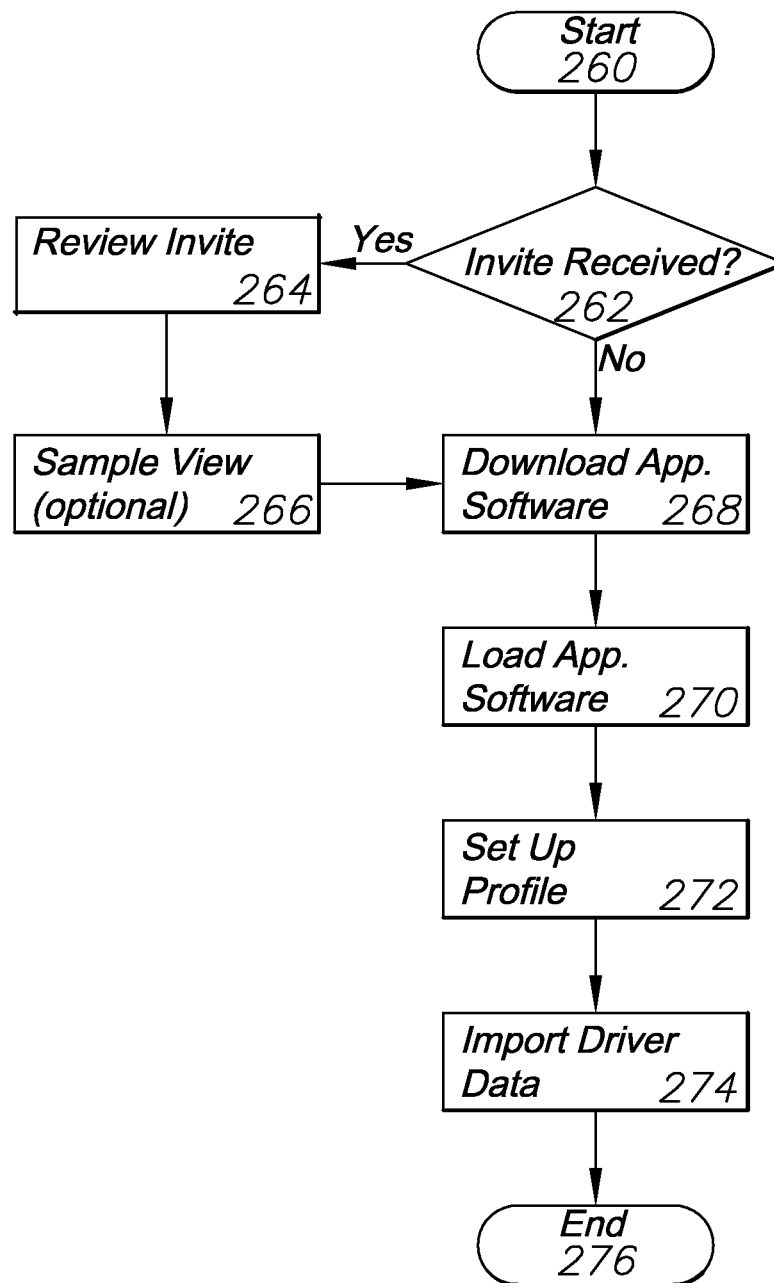 Start
260
Invite Received?
262
Yes
No
Review Invite
264
Sample View
(optional) 266
Download App.
Software 268
Load App.
Software 270
Set Up
Profile 272
Import Driver
Data 274
End
276